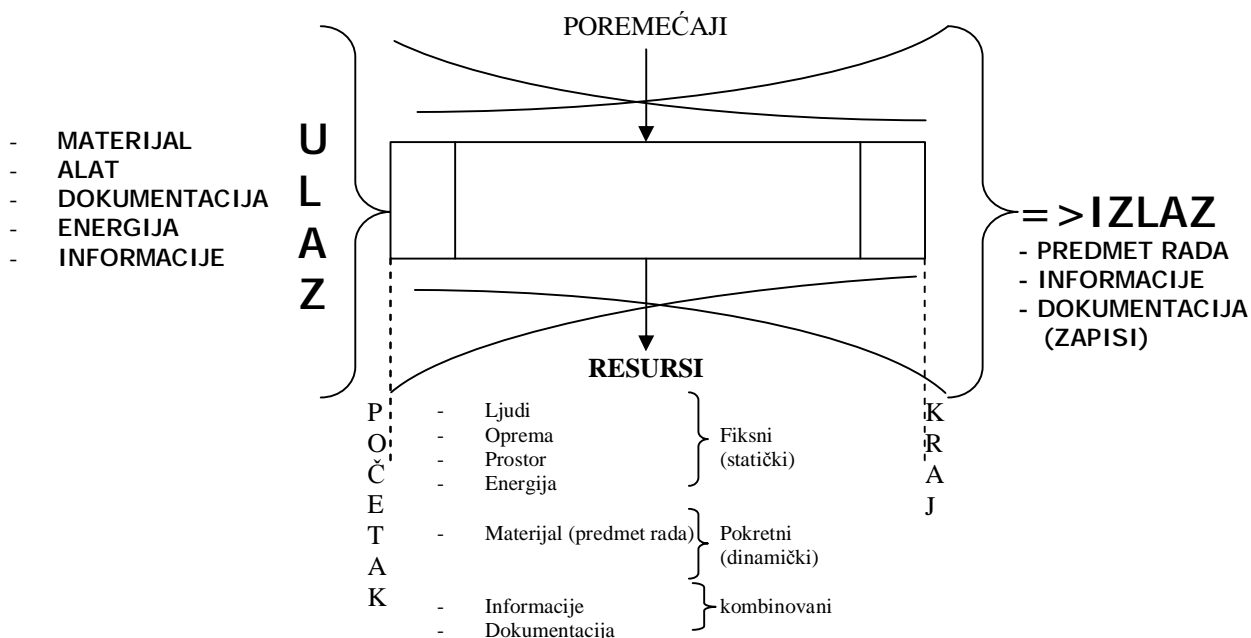 POREMEĆAJI
- MATERIJAL
- ALAT
- DOKUMENTACIJA
- ENERGIJA
- INFORMACIJE
U
L
A
Z
=>IZLAZ
- PREDMET RADA
- INFORMACIJE
- DOKUMENTACIJA
(ZAPISI)
RESURSI
P
O
Č
E
T
A
K
- Ljudi
- Oprema
- Prostor
- Energija
Fiksni
(statički)
- Materijal (predmet rada)
Pokretni
(dinamički)
- Informacije
- Dokumentacija
kombinovani
K
R
A
J